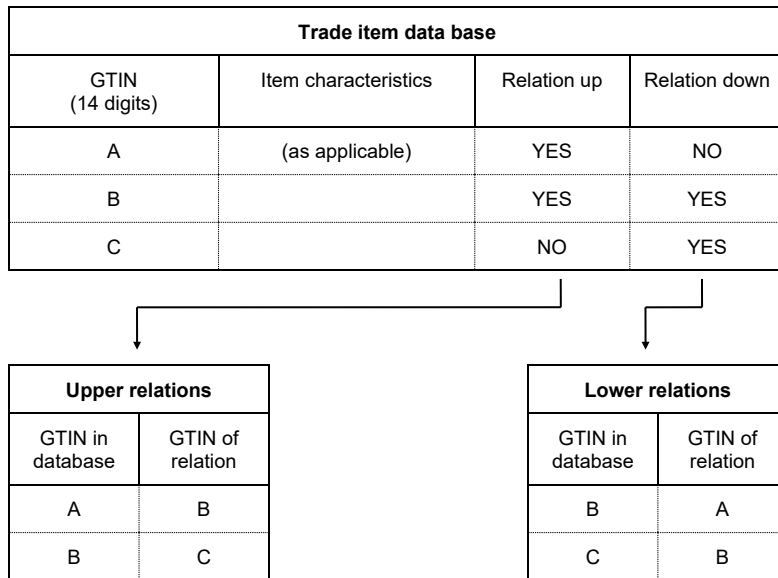 Trade item data base
GTIN
(14 digits)
Item characteristics
Relation up
Relation down
A
(as applicable)
YES
NO
B
YES
YES
C
NO
YES
Upper relations
GTIN in
database
GTIN of
relation
A
B
B
C
Lower relations
GTIN in
database
GTIN of
relation
B
A
C
B